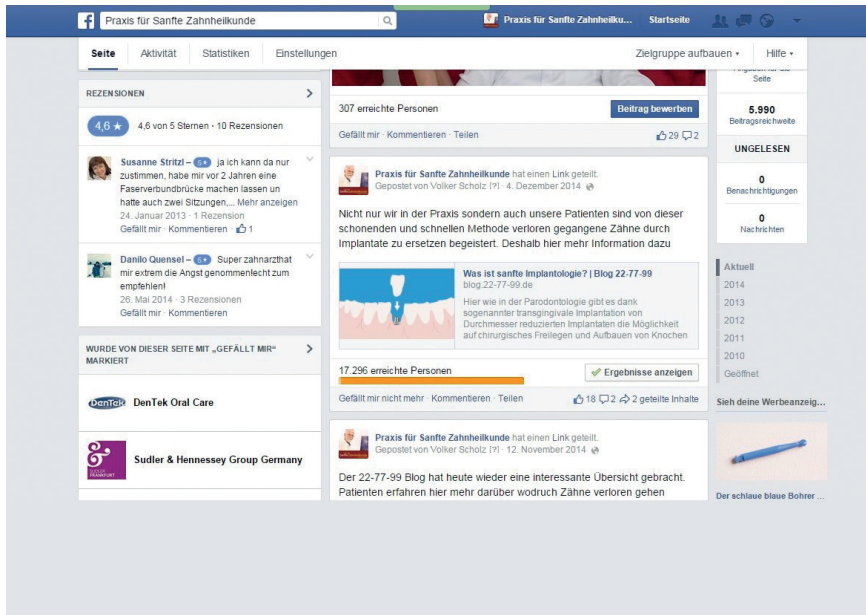 Praxis für Sanfte Zahnheilkunde
Praxis für Sanfte Zahnheilku... Startseite
Seite Aktivität Statistiken Einstellungen Zielgruppe aufbauen Hilfe
REZENSIONEN
4,6 ★ 4,6 von 5 Sternen · 10 Rezensionen
Susanne Stritzl – 5★ ja ich kann da nur
zustimmen, habe mir vor 2 Jahren eine
Faserverbundbrücke machen lassen un
hatte auch zwei Sitzungen,... Mehr anzeigen
24. Januar 2013 · 1 Rezension
Gefällt mir · Kommentieren · 1
Danilo Quensel – 5★ Super zahnarzthat
mir extrem die Angst genommenlecht zum
empfehlen!
26. Mai 2014 · 3 Rezensionen
Gefällt mir · Kommentieren
WURDE VON DIESER SEITE MIT „GEFÄLLT MIR“
MARKIERT
DenTek DenTek Oral Care
SUDLER
FRANKFURT
Sudler & Hennessey Group Germany
307 erreichte Personen Beitrag bewerben
Gefällt mir · Kommentieren · Teilen 29 2
Praxis für Sanfte Zahnheilkunde hat einen Link geteilt.
Gepostet von Volker Scholz [?] · 4. Dezember 2014
Nicht nur wir in der Praxis sondern auch unsere Patienten sind von dieser
schonenden und schnellen Methode verloren gegangene Zähne durch
Implantate zu ersetzen begeistert. Deshalb hier mehr Information dazu
Was ist sanfte Implantologie? | Blog 22-77-99
blog.22-77-99.de
Hier wie in der Parodontologie gibt es dank
sogenannter transgingivale Implantation von
Durchmesser reduzierten Implantaten die Möglichkeit
auf chirurgisches Freilegen und Aufbauen von Knochen
17.296 erreichte Personen Ergebnisse anzeigen
Gefällt mir nicht mehr · Kommentieren · Teilen 18 2 2 geteilte Inhalte
Praxis für Sanfte Zahnheilkunde hat einen Link geteilt.
Gepostet von Volker Scholz [?] · 12. November 2014
Der 22-77-99 Blog hat heute wieder eine interessante Übersicht gebracht.
Patienten erfahren hier mehr darüber wodruch Zähne verloren gehen
Seite
5.990
Beitragsreichweite
UNGELESEN
0
Benachrichtigungen
0
Nachrichten
Aktuell
2014
2013
2012
2011
2010
Geöffnet
Sieh deine Werbeanzeig...
Der schlaue blaue Bohrer ...